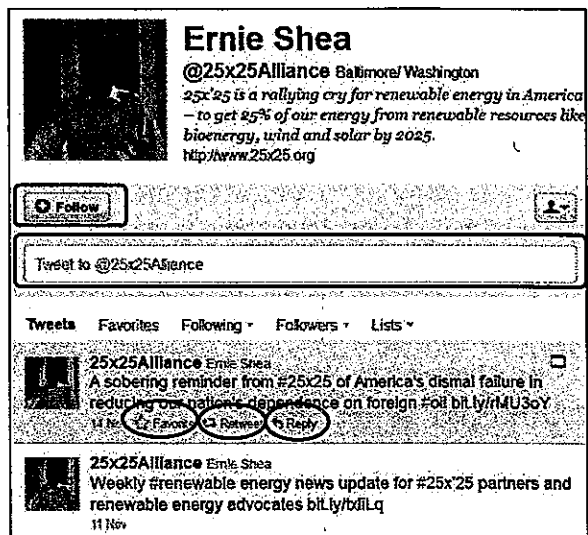 Ernie Shea
@25x25Alliance Baltimore/ Washington
25x'25 is a rallying cry for renewable energy in America
– to get 25% of our energy from renewable resources like
bioenergy, wind and solar by 2025.
http://www.25x25.org
Follow
Tweet to @25x25Alliance
Tweets Favorites Following Followers Lists
25x25Alliance Ernie Shea
A sobering reminder from #25x25 of America's dismal failure in
reducing our nation's dependence on foreign #oil bit.ly/rMU3oY
Nov Favorite Retweet Reply
25x25Alliance Ernie Shea
Weekly #renewable energy news update for #25x'25 partners and
renewable energy advocates
11 Nov